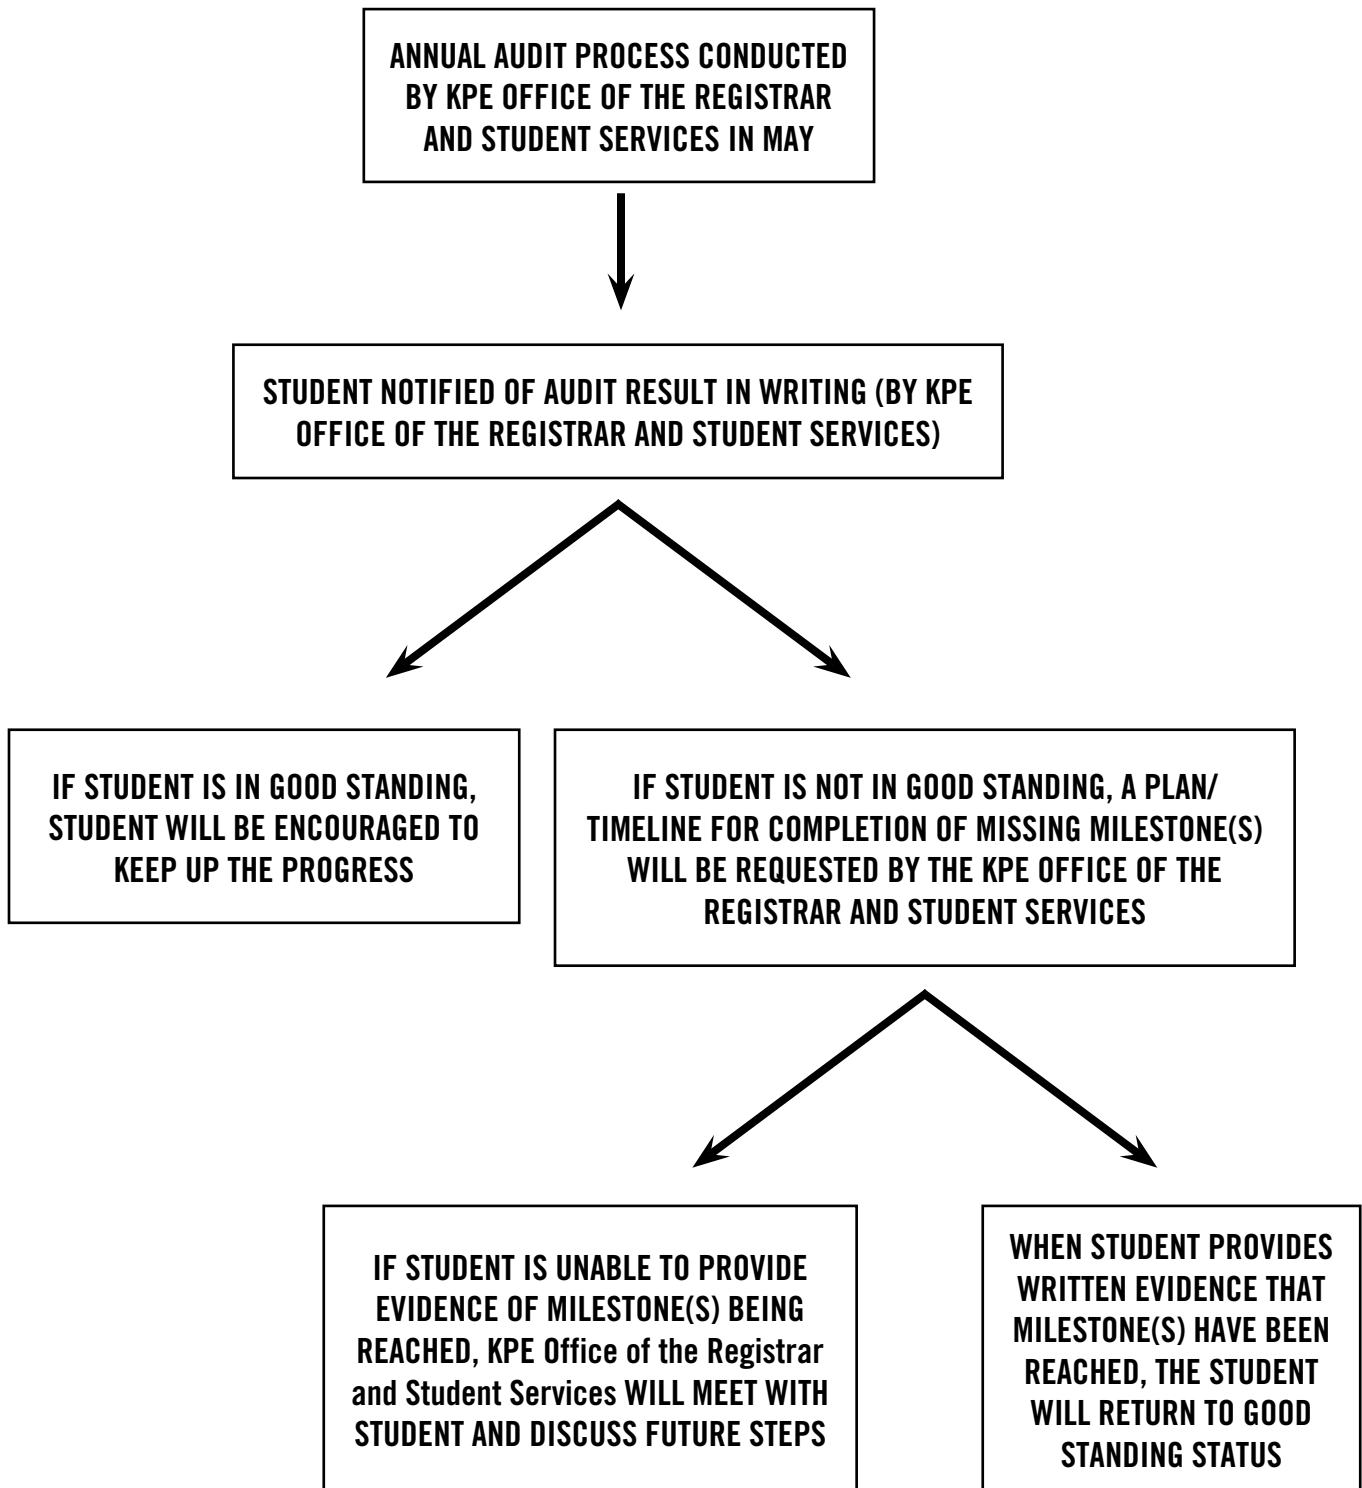 ANNUAL AUDIT PROCESS CONDUCTED
BY KPE OFFICE OF THE REGISTRAR
AND STUDENT SERVICES IN MAY
STUDENT NOTIFIED OF AUDIT RESULT IN WRITING (BY KPE
OFFICE OF THE REGISTRAR AND STUDENT SERVICES)
IF STUDENT IS IN GOOD STANDING,
STUDENT WILL BE ENCOURAGED TO
KEEP UP THE PROGRESS
IF STUDENT IS NOT IN GOOD STANDING, A PLAN/
TIMELINE FOR COMPLETION OF MISSING MILESTONE(S)
WILL BE REQUESTED BY THE KPE OFFICE OF THE
REGISTRAR AND STUDENT SERVICES
IF STUDENT IS UNABLE TO PROVIDE
EVIDENCE OF MILESTONE(S) BEING
REACHED, KPE Office of the Registrar
and Student Services WILL MEET WITH
STUDENT AND DISCUSS FUTURE STEPS
WHEN STUDENT PROVIDES
WRITTEN EVIDENCE THAT
MILESTONE(S) HAVE BEEN
REACHED, THE STUDENT
WILL RETURN TO GOOD
STANDING STATUS